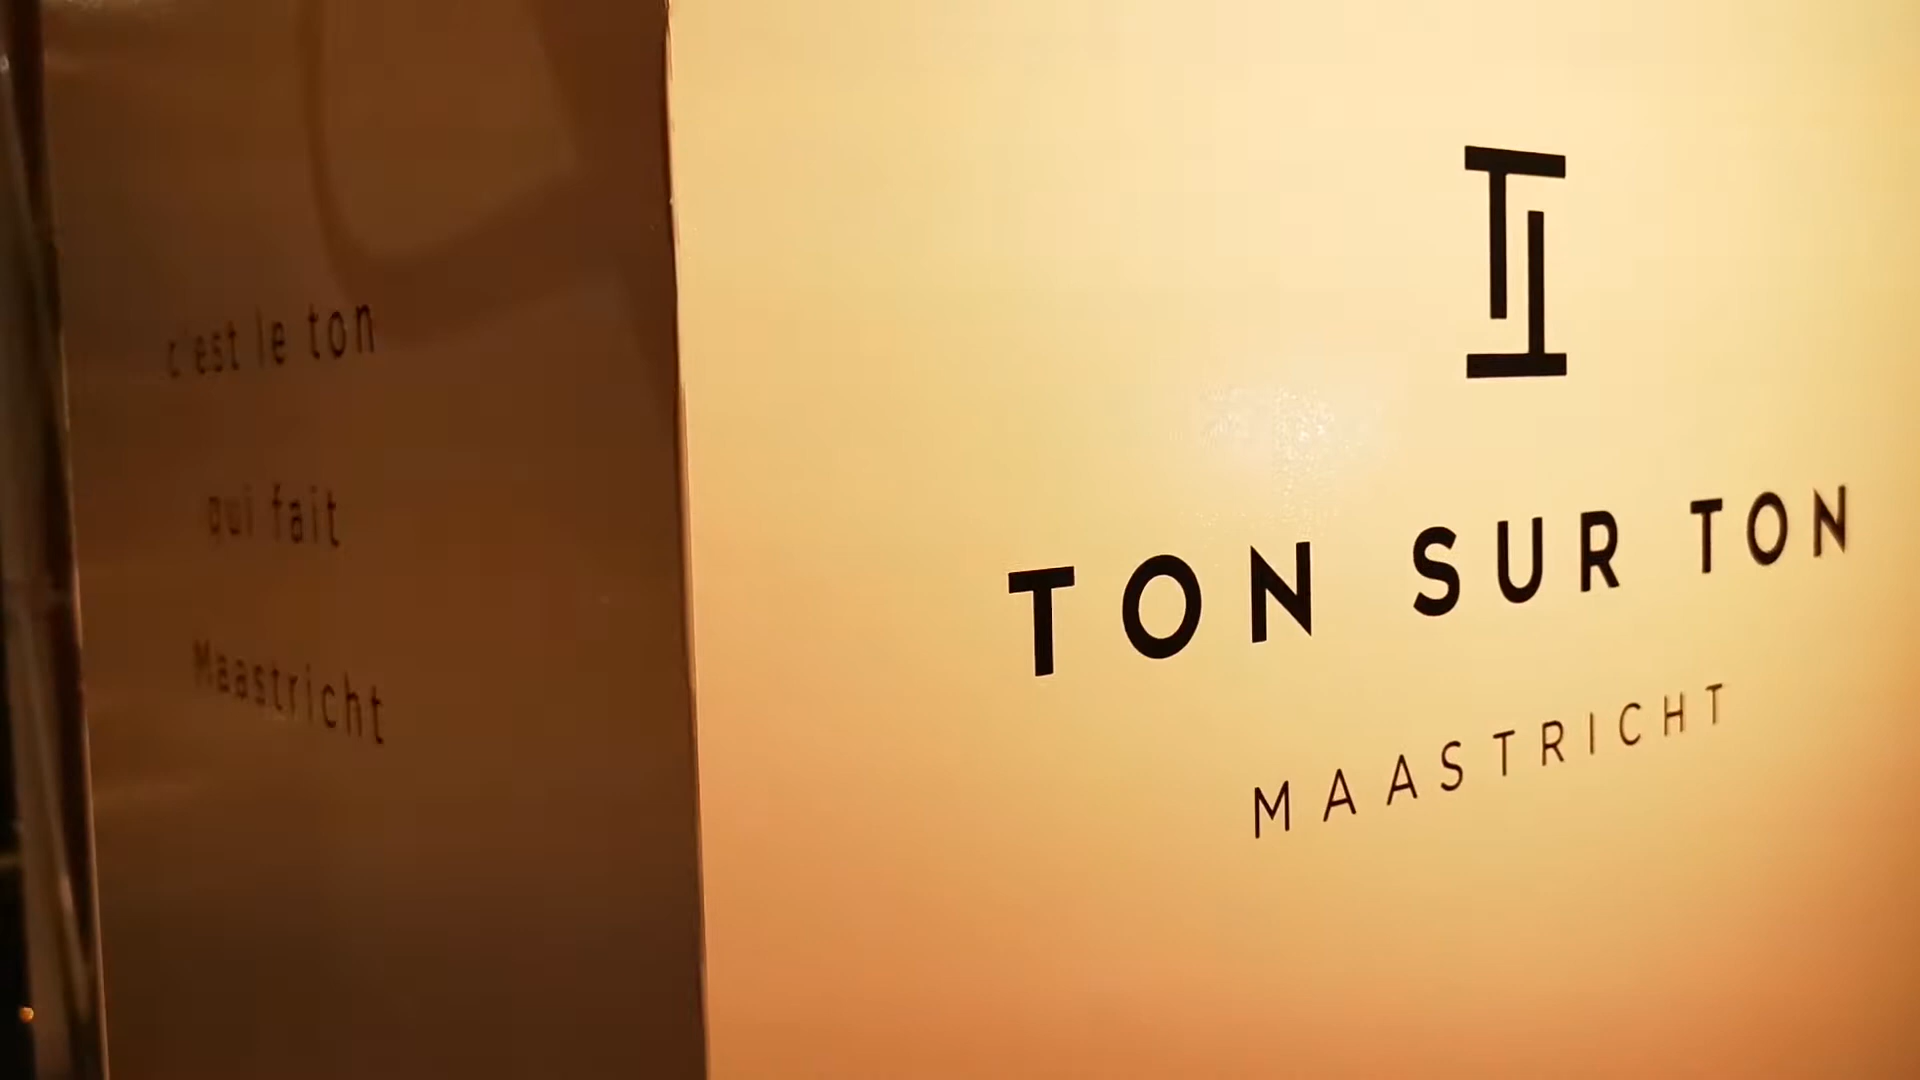 c'est le ton
qui fait
Maastricht
TON SUR TON
MAASTRICHT